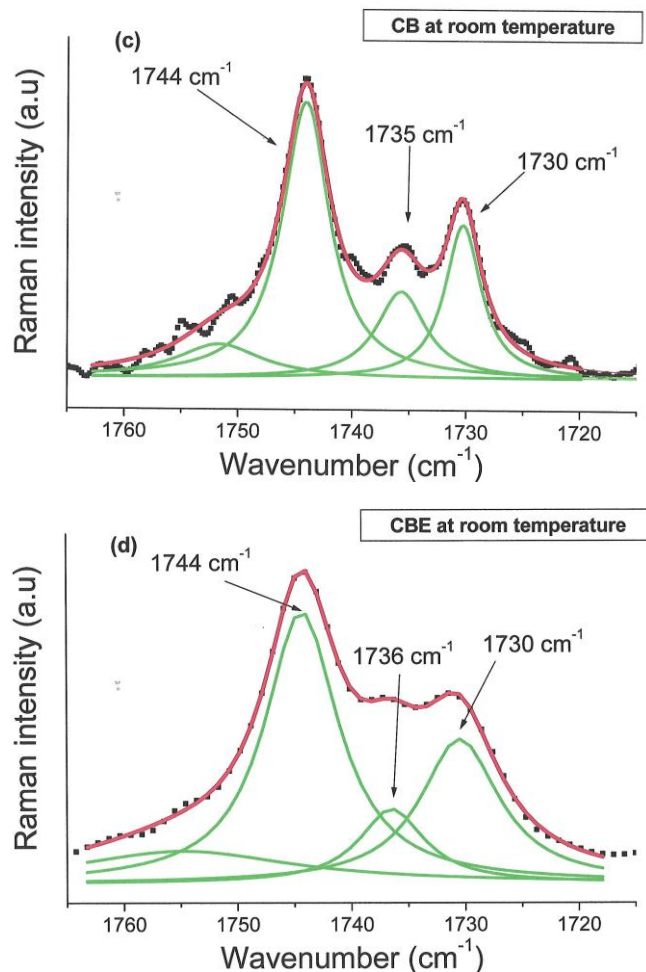 (c)
CB at room temperature
1744 cm⁻¹
1735 cm⁻¹
1730 cm⁻¹
Raman intensity (a.u)
1760 1750 1740 1730 1720
Wavenumber (cm⁻¹)
(d)
CBE at room temperature
1744 cm⁻¹
1736 cm⁻¹
1730 cm⁻¹
Raman intensity (a.u)
1760 1750 1740 1730 1720
Wavenumber (cm⁻¹)